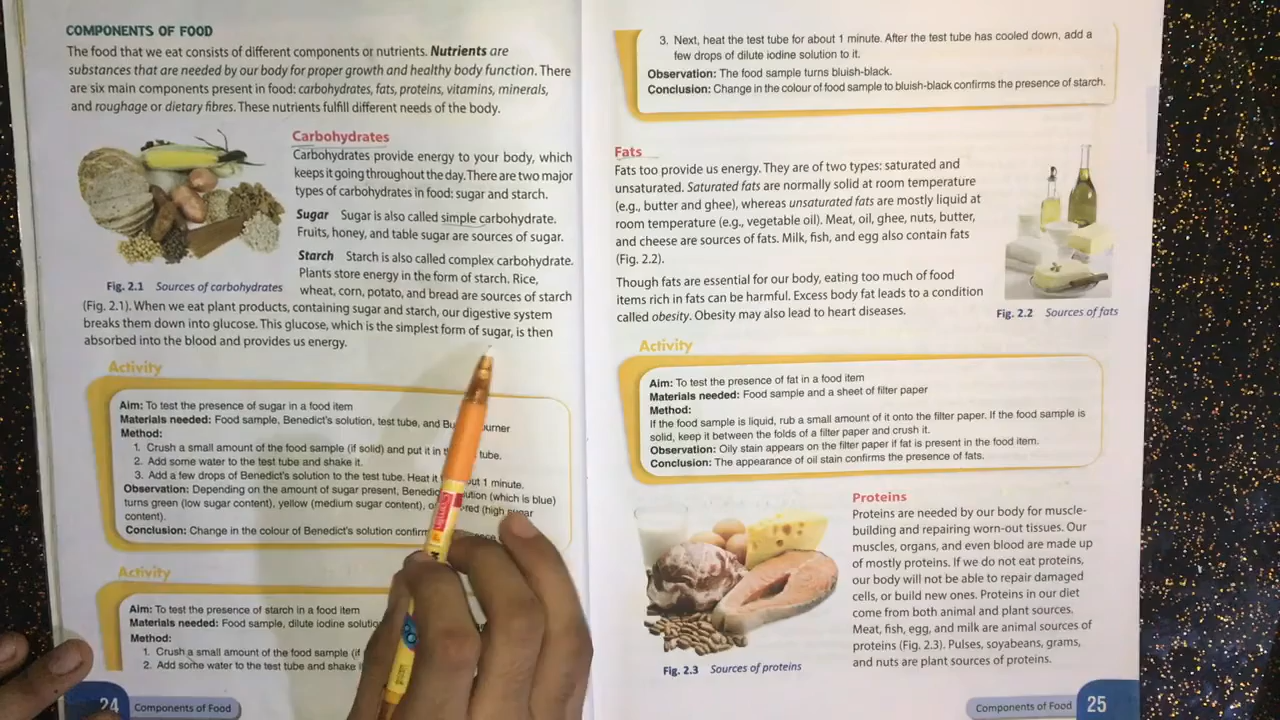 COMPONENTS OF FOOD
The food that we eat consists of different components or nutrients. Nutrients are
substances that are needed by our body for proper growth and healthy body function. There
are six main components present in food: carbohydrates, fats, proteins, vitamins, minerals,
and roughage or dietary fibres. These nutrients fulfill different needs of the body.
Carbohydrates
Carbohydrates provide energy to your body, which
keeps it going throughout the day. There are two major
types of carbohydrates in food: sugar and starch.
Sugar Sugar is also called simple carbohydrate.
Fruits, honey, and table sugar are sources of sugar.
Starch Starch is also called complex carbohydrate.
Plants store energy in the form of starch. Rice,
Fig. 2.1 Sources of carbohydrates
wheat, corn, potato, and bread are sources of starch
(Fig. 2.1). When we eat plant products, containing sugar and starch, our digestive system
breaks them down into glucose. This glucose, which is the simplest form of sugar, is then
absorbed into the blood and provides us energy.
Activity
Aim: To test the presence of sugar in a food item
Materials needed: Food sample, Benedict's solution, test tube, and Bu urner
Method:
1. Crush a small amount of the food sample (if solid) and put it in tube.
2. Add some water to the test tube and shake it.
3. Add a few drops of Benedict's solution to the test tube. Heat it out 1 minute.
Observation: Depending on the amount of sugar present, Benedic ution (which is blue)
turns green (low sugar content), yellow (medium sugar content), red (high sugar
content).
Conclusion: Change in the colour of Benedict's solution confirm
Activity
Aim: To test the presence of starch in a food item
Materials needed: Food sample, dilute iodine solutio
Method:
1. Crush a small amount of the food sample (if
2. Add some water to the test tube and shake i
24 Components of Food
3. Next, heat the test tube for about 1 minute. After the test tube has cooled down, add a
few drops of dilute iodine solution to it.
Observation: The food sample turns bluish-black.
Conclusion: Change in the colour of food sample to bluish-black confirms the presence of starch.
Fats
Fats too provide us energy. They are of two types: saturated and
unsaturated. Saturated fats are normally solid at room temperature
(e.g., butter and ghee), whereas unsaturated fats are mostly liquid at
room temperature (e.g., vegetable oil). Meat, oil, ghee, nuts, butter,
and cheese are sources of fats. Milk, fish, and egg also contain fats
(Fig. 2.2).
Though fats are essential for our body, eating too much of food
items rich in fats can be harmful. Excess body fat leads to a condition
called obesity. Obesity may also lead to heart diseases.
Fig. 2.2 Sources of fats
Activity
Aim: To test the presence of fat in a food item
Materials needed: Food sample and a sheet of filter paper
Method:
If the food sample is liquid, rub a small amount of it onto the filter paper. If the food sample is
solid, keep it between the folds of a filter paper and crush it.
Observation: Oily stain appears on the filter paper if fat is present in the food item.
Conclusion: The appearance of oil stain confirms the presence of fats.
Proteins
Proteins are needed by our body for muscle-
building and repairing worn-out tissues. Our
muscles, organs, and even blood are made up
of mostly proteins. If we do not eat proteins,
our body will not be able to repair damaged
cells, or build new ones. Proteins in our diet
come from both animal and plant sources.
Meat, fish, egg, and milk are animal sources of
proteins (Fig. 2.3). Pulses, soyabeans, grams,
and nuts are plant sources of proteins.
Fig. 2.3 Sources of proteins
Components of Food 25